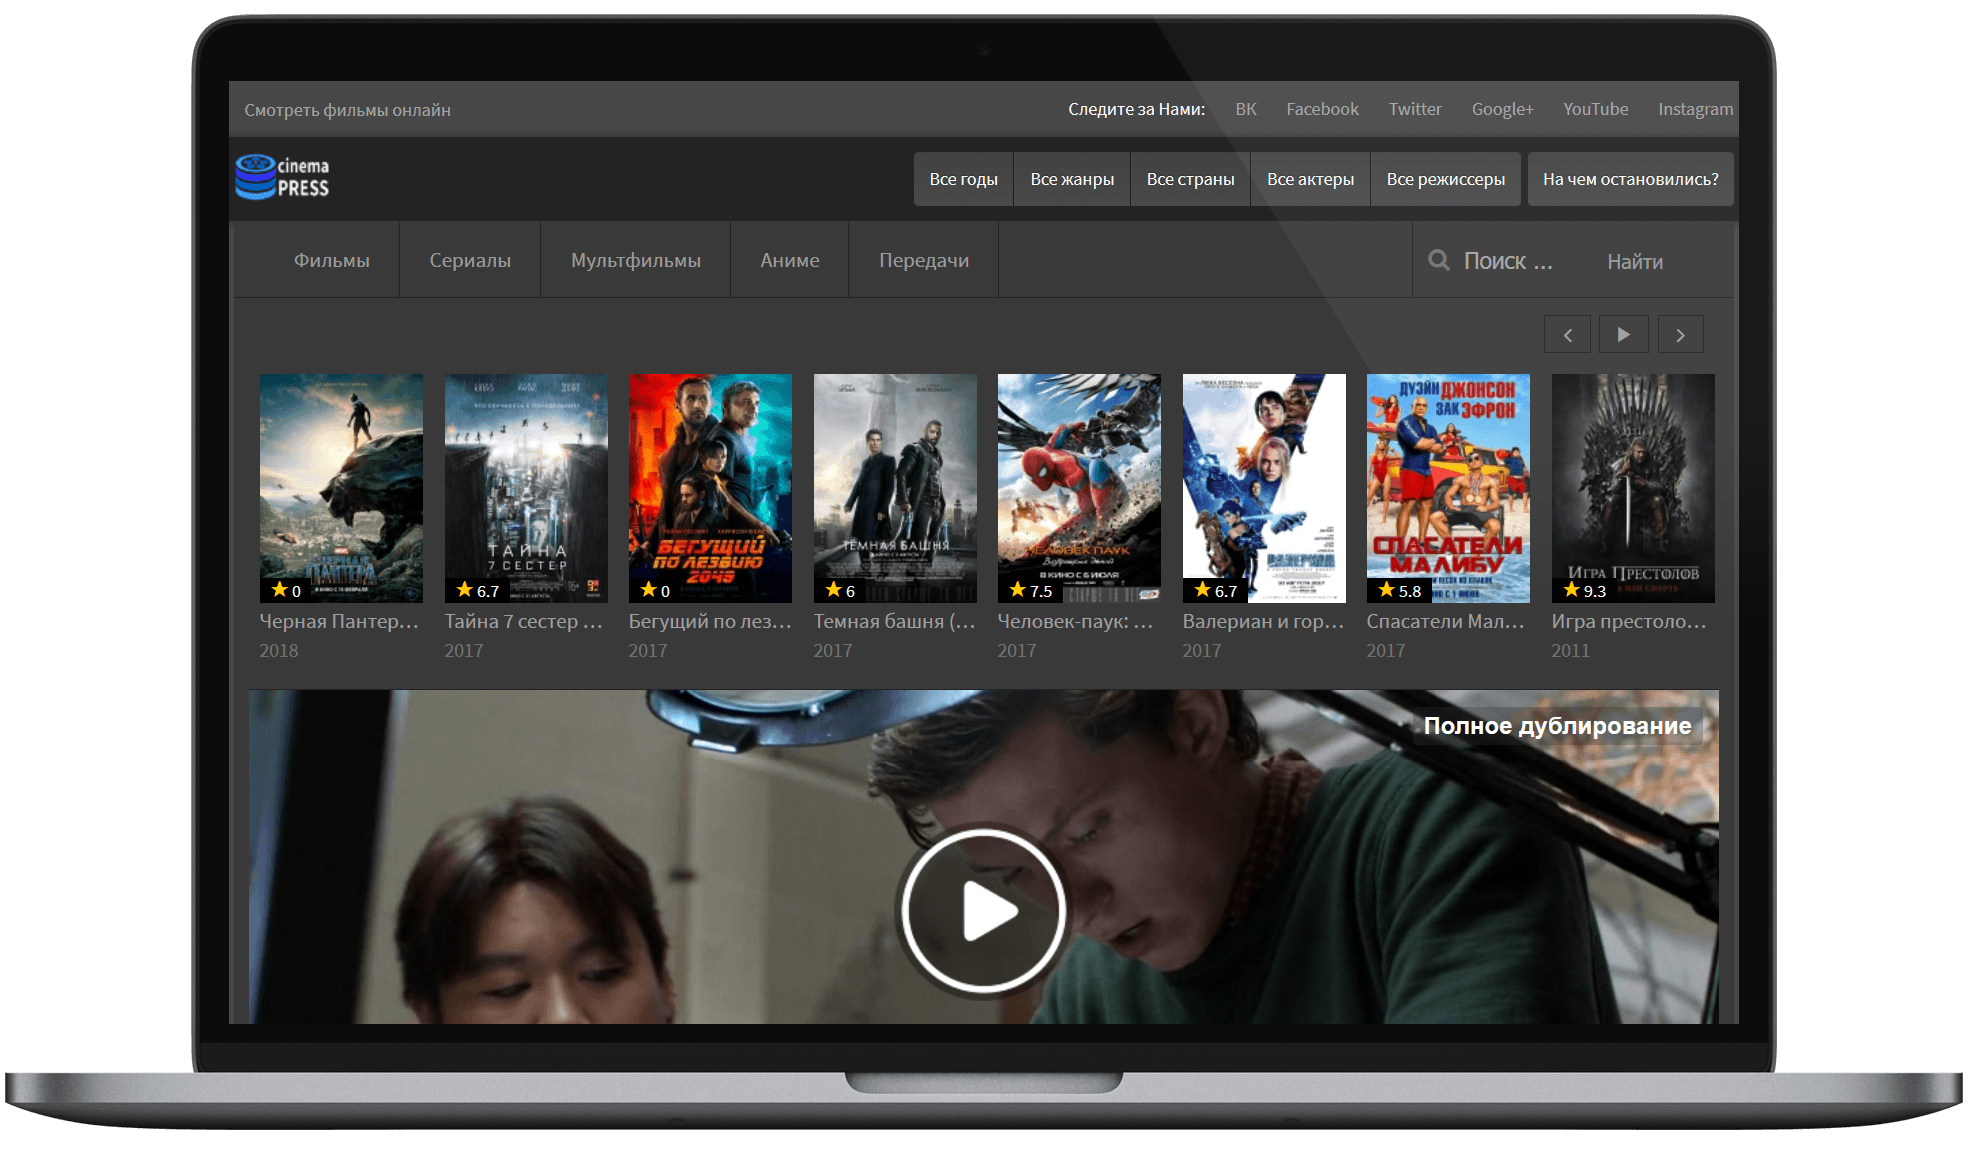 Смотреть фильмы онлайн
Следите за Нами: ВК Facebook Twitter Google+ YouTube Instagram
cinema
PRESS
Все годы Все жанры Все страны Все актеры Все режиссеры На чем остановились?
Фильмы Сериалы Мультфильмы Аниме Передачи Поиск ... Найти
ТАЙНА
7 СЕСТЕР
16+
БЕГУЩИЙ
ПО ЛЕЗВИЮ
2049
ТЕМНАЯ БАШНЯ
ЧЕЛОВЕК-ПАУК
В КИНО С 6 ИЮЛЯ
ВАЛЕРИАН
ДУЭЙН ДЖОНСОН
ЗАК ЭФРОН
СПАСАТЕЛИ
МАЛИБУ
ИГРА ПРЕСТОЛОВ
0 6.7 0 6 7.5 6.7 5.8 9.3
Черная Пантер... Тайна 7 сестер ... Бегущий по лез... Темная башня (... Человек-паук: ... Валериан и гор... Спасатели Мал... Игра престоло...
2018 2017 2017 2017 2017 2017 2017 2011
Полное дублирование